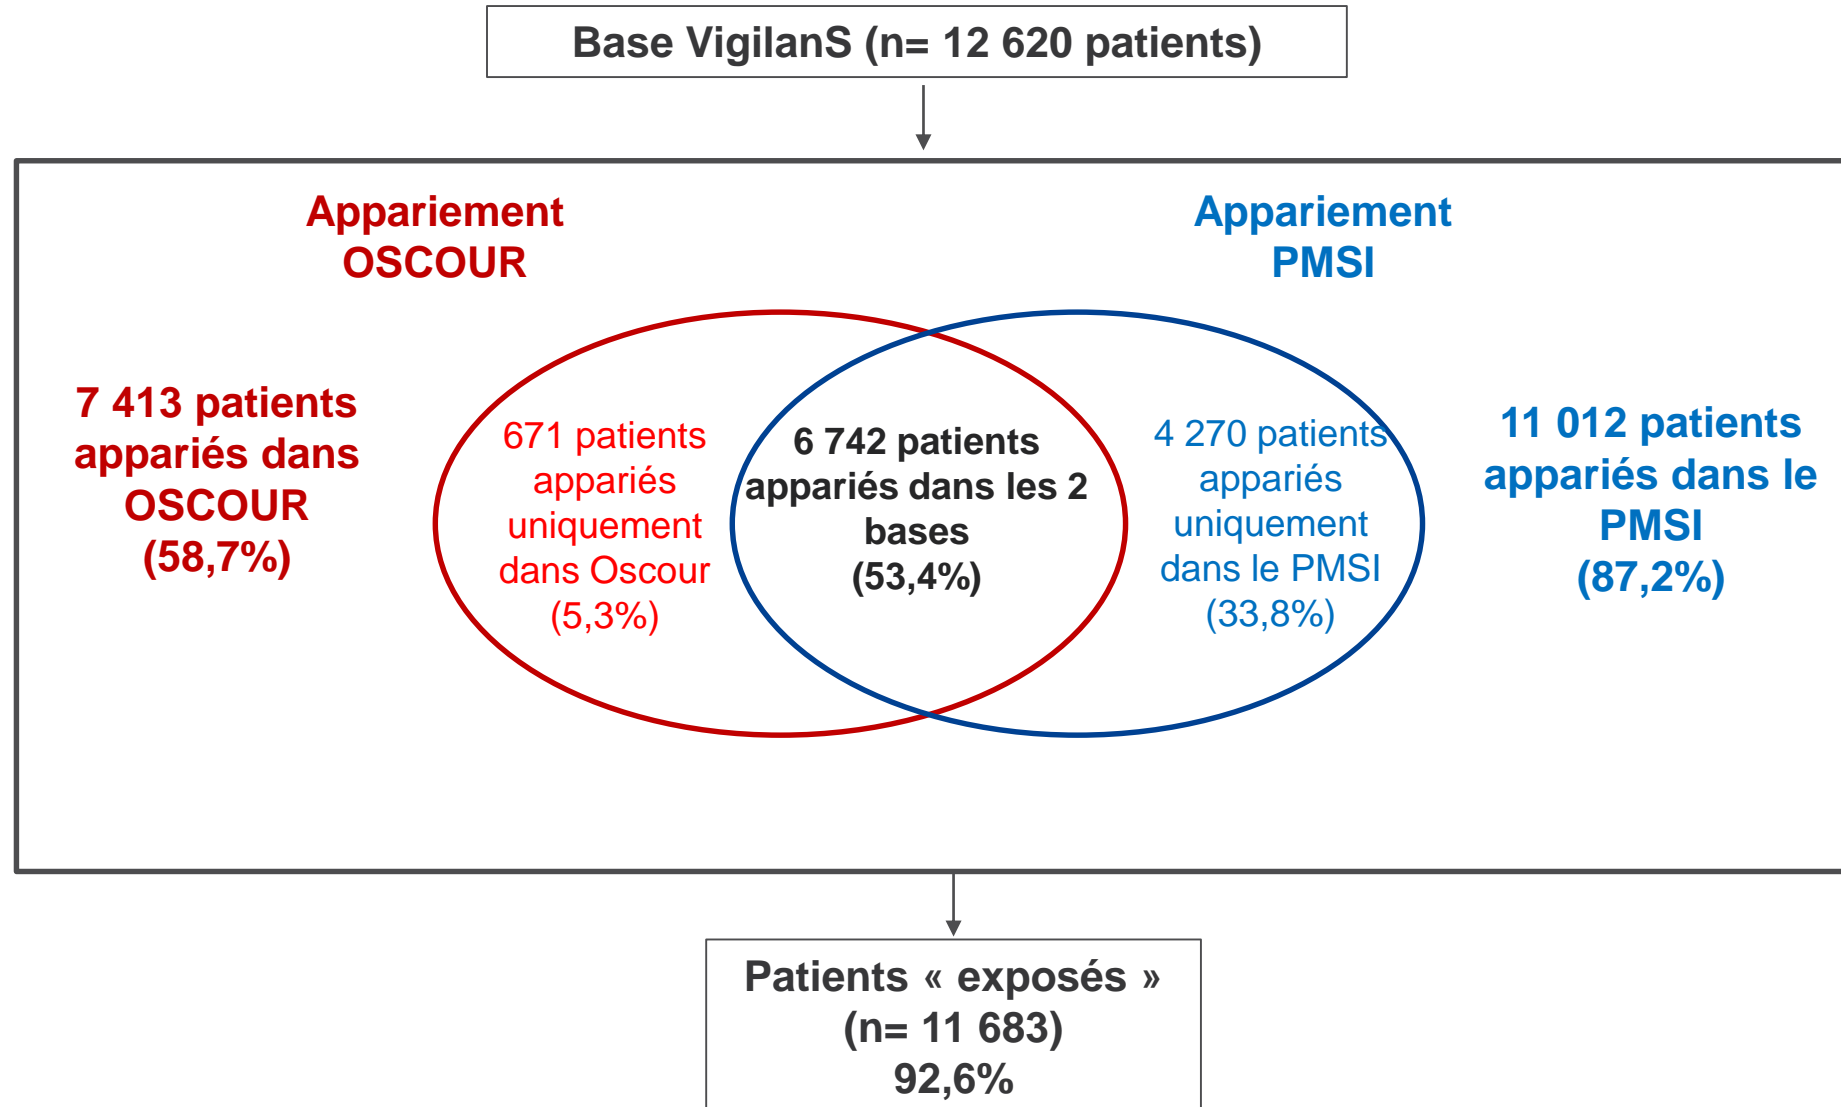 Base VigilanS (n= 12 620 patients)
Appariement
OSCOUR
Appariement
PMSI
7 413 patients
appariés dans
OSCOUR
(58,7%)
671 patients
appariés
uniquement
dans Oscour
(5,3%)
6 742 patients
appariés dans les 2
bases
(53,4%)
4 270 patients
appariés
uniquement
dans le PMSI
(33,8%)
11 012 patients
appariés dans le
PMSI
(87,2%)
Patients « exposés »
(n= 11 683)
92,6%